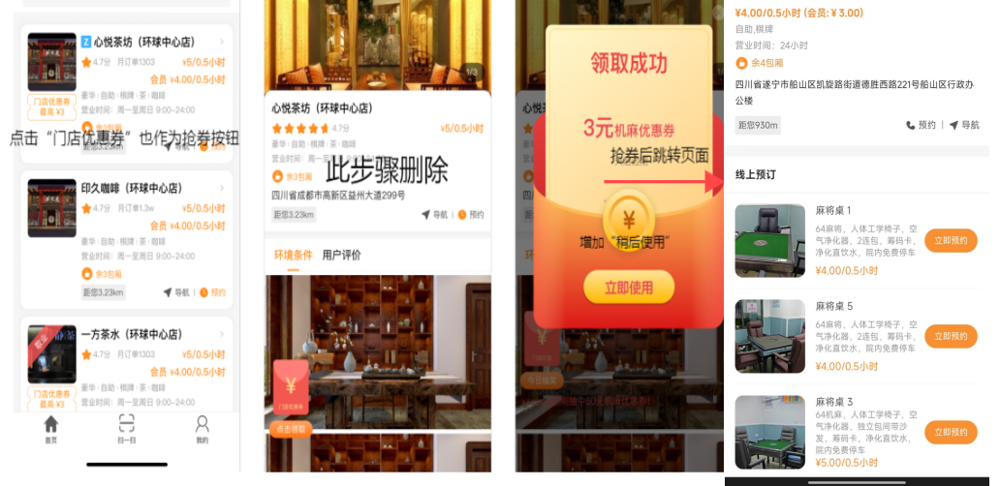 心悦茶坊（环球中心店）
4.7分 月订单1303 ¥5/0.5小时
会员 ¥4.00/0.5小时
门店优惠券
最高 ¥3
豪华·自助·棋牌·茶·咖啡
营业时间：周一至周日 9:00-24:00
余3包厢
点击“门店优惠券”也作为抢券按钮
距您3.23km 导航 | 预约
印久咖啡（环球中心店）
4.7分 月订单1.3w ¥5/0.5小时
会员 ¥4.00/0.5小时
豪华·自助·棋牌·茶·咖啡
营业时间：周一至周日 9:00-24:00
余3包厢
距您3.23km 导航 | 预约
一方茶水（环球中心店）
4.7分 月订单1303 ¥5/0.5小时
会员 ¥4.00/0.5小时
门店优惠券
最高 ¥3
豪华·自助·棋牌·茶·咖啡
营业时间：周一至周日 9:00-24:00
首页 扫一扫 我的
1/3
心悦茶坊（环球中心店）
4.7分 ¥5/0.5小时
豪华·自助·棋牌·茶·咖啡
营业时间：周一至
余3包厢
此步骤删除
四川省成都市高新区益州大道299号
距您3.23km 导航 | 预约
环境条件 用户评价
¥
门店优惠券
点击领取
领取成功
3元机麻优惠券
抢券后跳转页面
¥
增加“稍后使用”
立即使用
¥4.00/0.5小时 (会员: ¥ 3.00)
自助,棋牌
营业时间：24小时
余4包厢
四川省遂宁市船山区凯旋路街道德胜西路221号船山区行政办
公楼
距您930m 预约 | 导航
线上预订
麻将桌 1
64麻将，人体工学椅子，空
气净化器，2连包，筹码卡，
净化直饮水，院内免费停车
¥4.00/0.5小时
立即预约
麻将桌 5
64麻将，人体工学椅子，空
气净化器，2连包，筹码卡，
净化直饮水，院内免费停车
¥4.00/0.5小时
立即预约
麻将桌 3
64机麻，人体工学椅子，空
气净化器，独立包间带沙
发，筹码卡，净化直饮水，
院内免费停车
¥5.00/0.5小时
立即预约